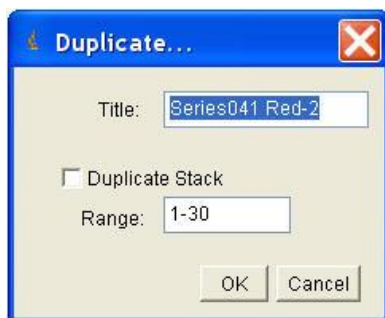 Duplicate...
Title: Series041 Red-2
Duplicate Stack
Range: 1-30
OK Cancel